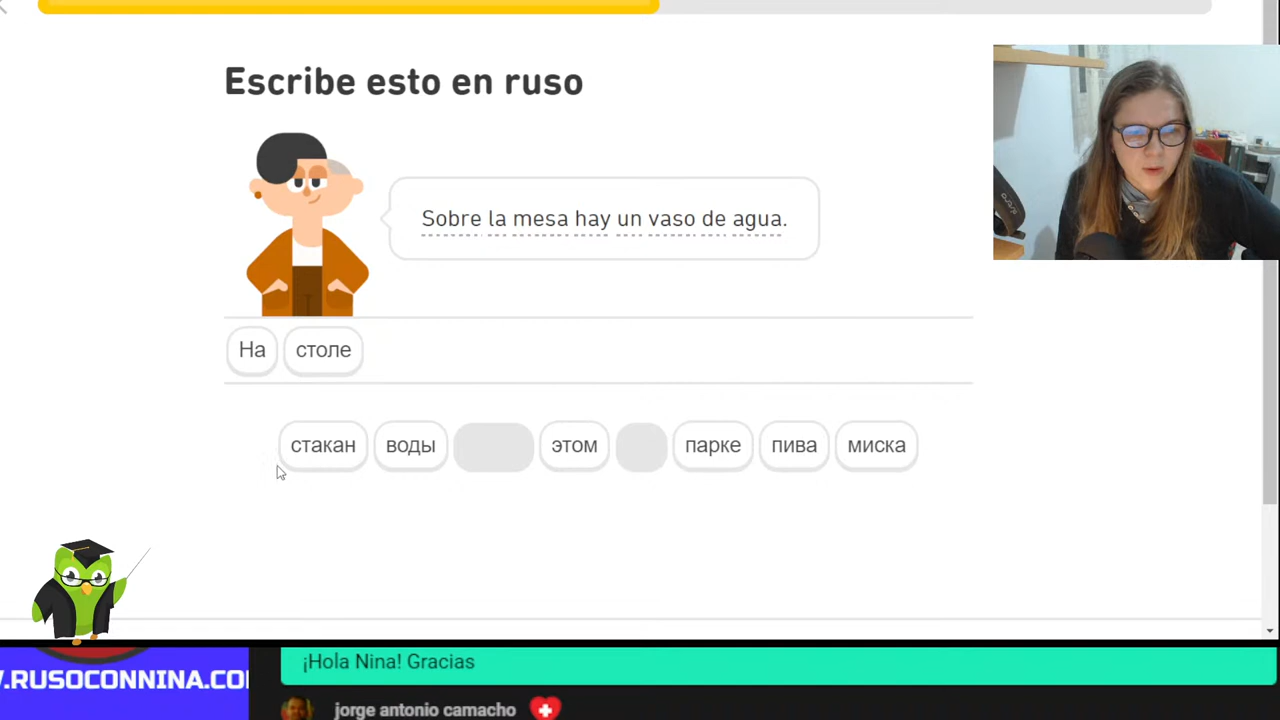 Escribe esto en ruso
Sobre la mesa hay un vaso de agua.
На столе
стакан воды этом парке пива миска
¡Hola Nina! Gracias
.RUSOCONNINA.CO
jorge antonio camacho